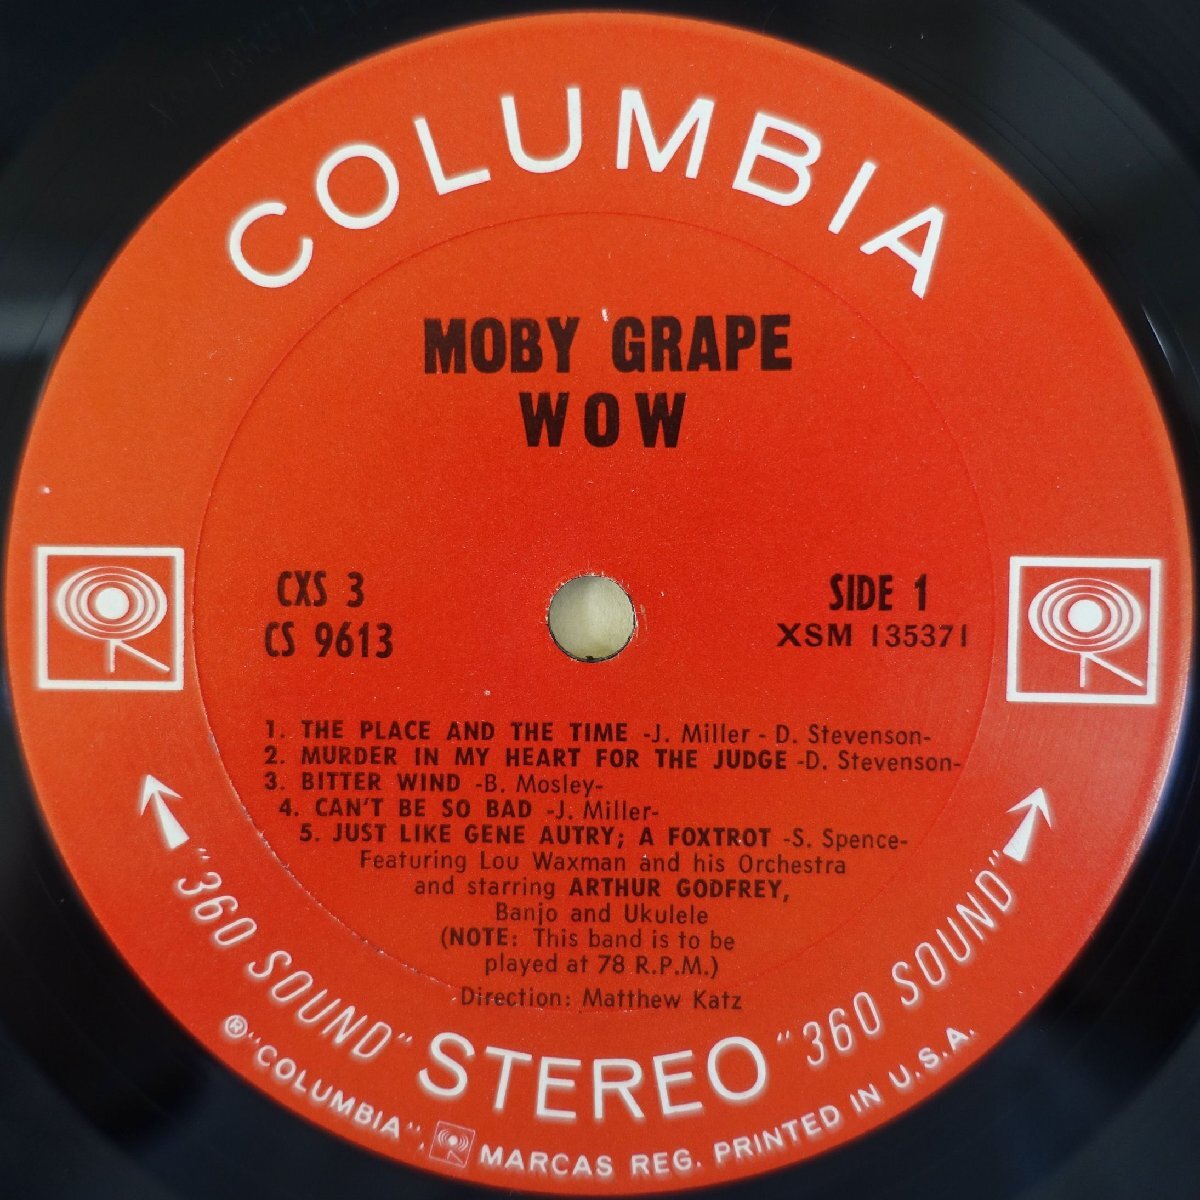 COLUMBIA
MOBY GRAPE
WOW
CXS 3
CS 9613
SIDE 1
XSM 135371
1. THE PLACE AND THE TIME -J. Miller - D. Stevenson-
2. MURDER IN MY HEART FOR THE JUDGE -D. Stevenson-
3. BITTER WIND -B. Mosley-
4. CAN'T BE SO BAD -J. Miller-
5. JUST LIKE GENE AUTRY; A FOXTROT -S. Spence-
Featuring Lou Waxman and his Orchestra
and starring ARTHUR GODFREY,
Banjo and Ukulele
(NOTE: This band is to be
played at 78 R.P.M.)
Direction: Matthew Katz
"360 SOUND" STEREO "360 SOUND"
® "COLUMBIA", MARCAS REG. PRINTED IN U.S.A.